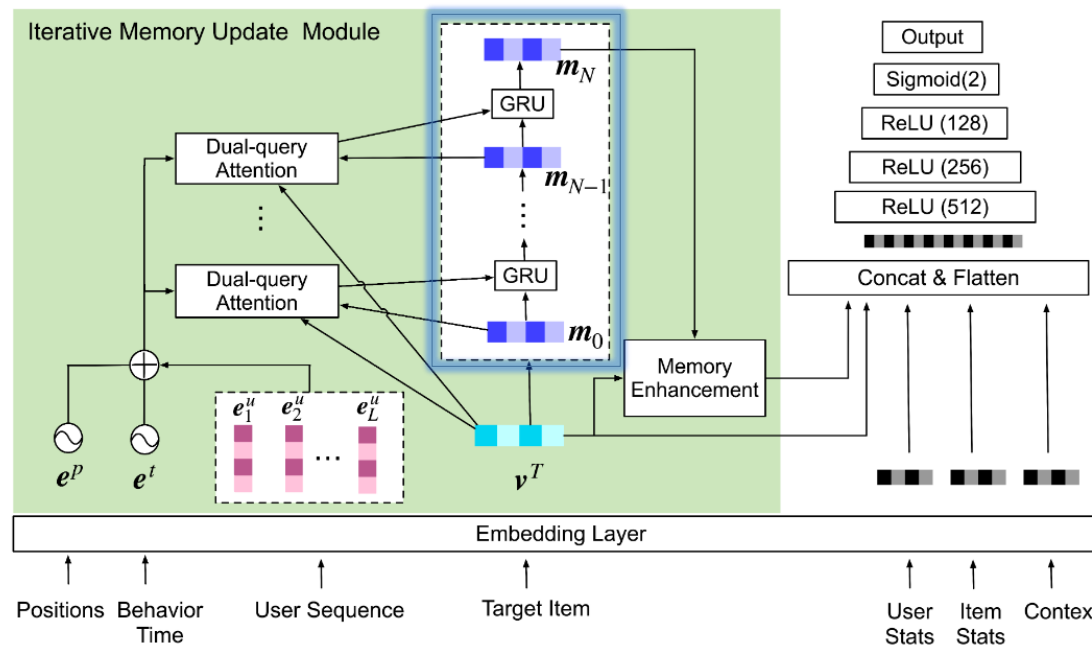 Iterative Memory Update Module
m_N
GRU
Dual-query
Attention
m_{N-1}
⋮
⋮
GRU
Dual-query
Attention
m_0
Memory
Enhancement
e_1^u e_2^u ... e_L^u
e^p e^t
v^T
Output
Sigmoid(2)
ReLU (128)
ReLU (256)
ReLU (512)
Concat & Flatten
Embedding Layer
Positions
Behavior
Time
User Sequence
Target Item
User
Stats
Item
Stats
Contex